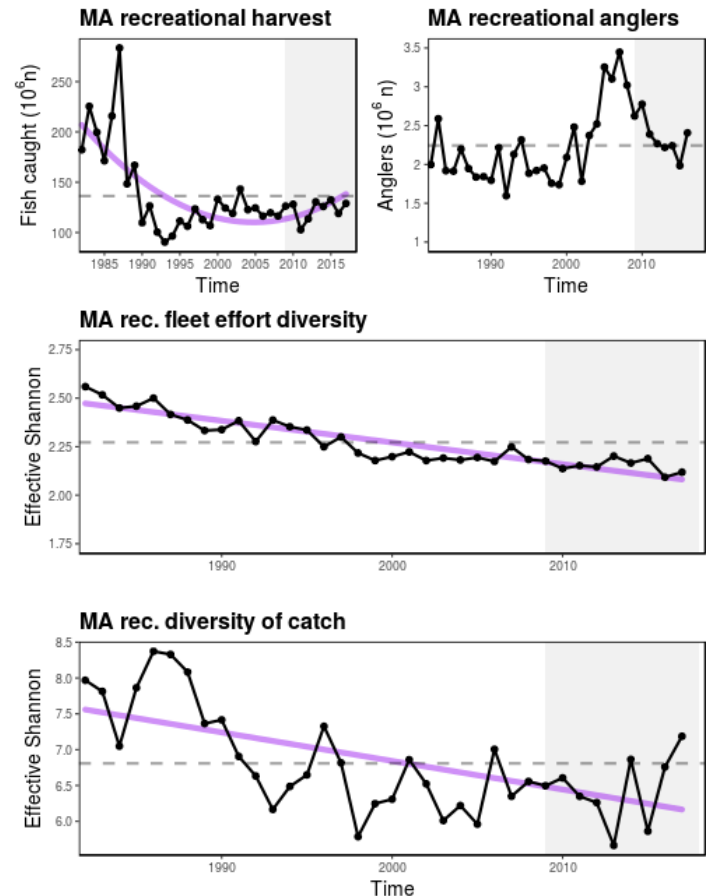 MA recreational harvest
Fish caught (10⁶n)
250
200
150
100
1985 1990 1995 2000 2005 2010 2015
Time
MA recreational anglers
Anglers (10⁶ n)
3.5
3
2.5
2
1.5
1
1990 2000 2010
Time
MA rec. fleet effort diversity
Effective Shannon
2.75
2.50
2.25
2.00
1.75
1990 2000 2010
MA rec. diversity of catch
Effective Shannon
8.5
8.0
7.5
7.0
6.5
6.0
1990 2000 2010
Time